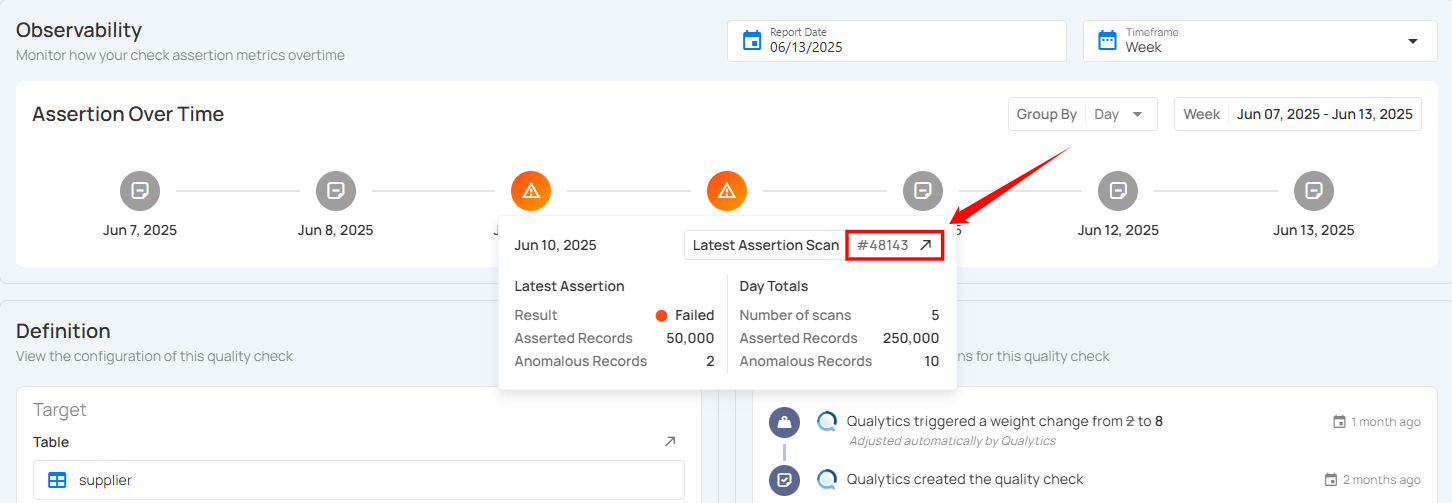 Observability
Monitor how your check assertion metrics overtime
Report Date
06/13/2025
Timeframe
Week
Assertion Over Time
Group By Day
Week Jun 07, 2025 - Jun 13, 2025
Jun 7, 2025
Jun 8, 2025
Jun 12, 2025
Jun 13, 2025
Jun 10, 2025
Latest Assertion Scan #48143
Latest Assertion
Result Failed
Asserted Records 50,000
Anomalous Records 2
Day Totals
Number of scans 5
Asserted Records 250,000
Anomalous Records 10
Definition
View the configuration of this quality check
ns for this quality check
Target
Table
supplier
Qualytics triggered a weight change from 2 to 8
1 month ago
Adjusted automatically by Qualytics
Qualytics created the quality check
2 months ago